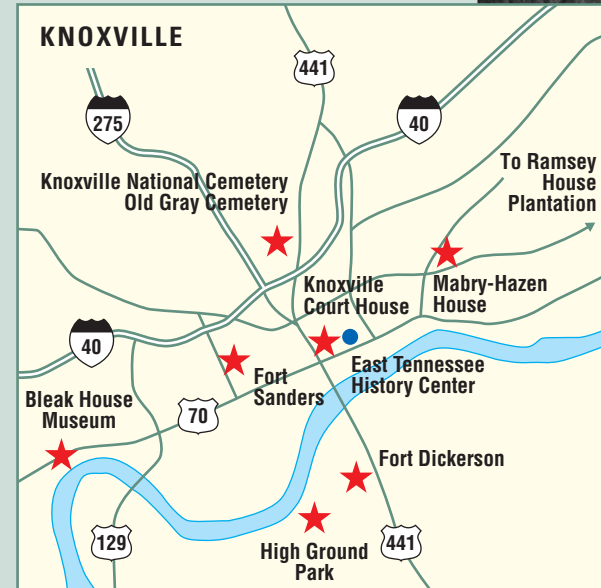 KNOXVILLE
441
275
40
Knoxville National Cemetery
Old Gray Cemetery
To Ramsey
House
Plantation
Knoxville
Court House
Mabry-Hazen
House
40
East Tennessee
History Center
Fort
Sanders
Bleak House
Museum
70
Fort Dickerson
129
High Ground
Park
441